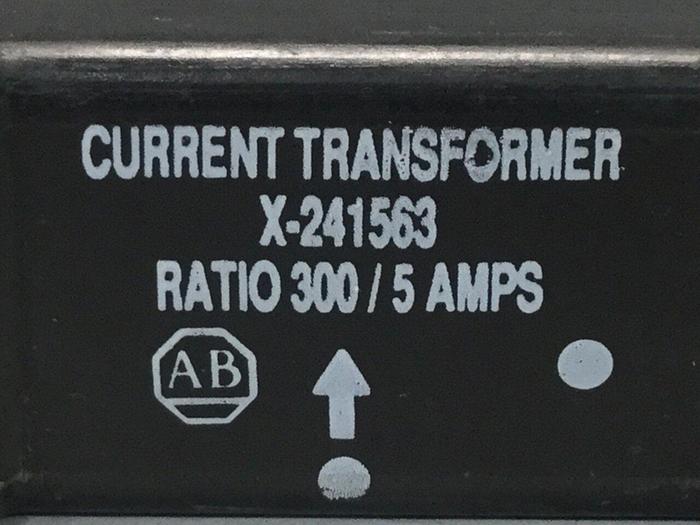 CURRENT TRANSFORMER
X-241563
RATIO 300 / 5 AMPS
AB